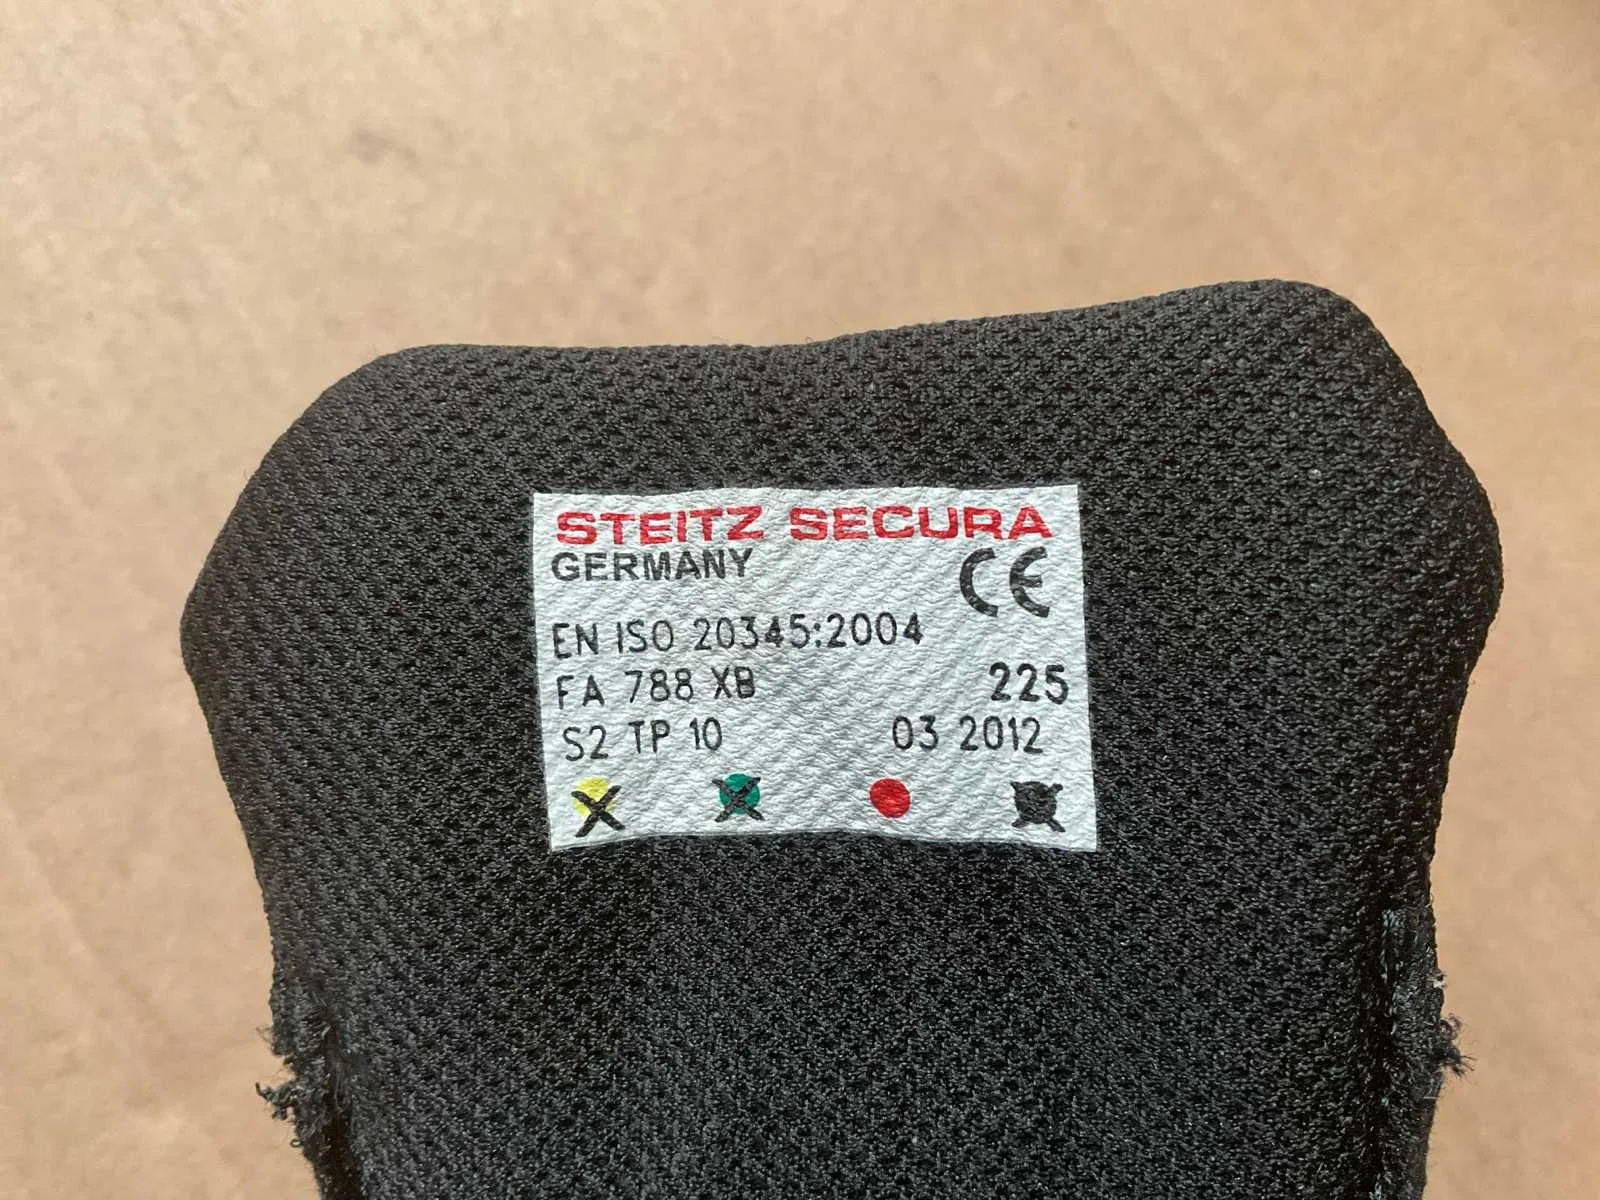 STEITZ SECURA
GERMANY CE
EN ISO 20345:2004
FA 788 XB 225
S2 TP 10 03 2012